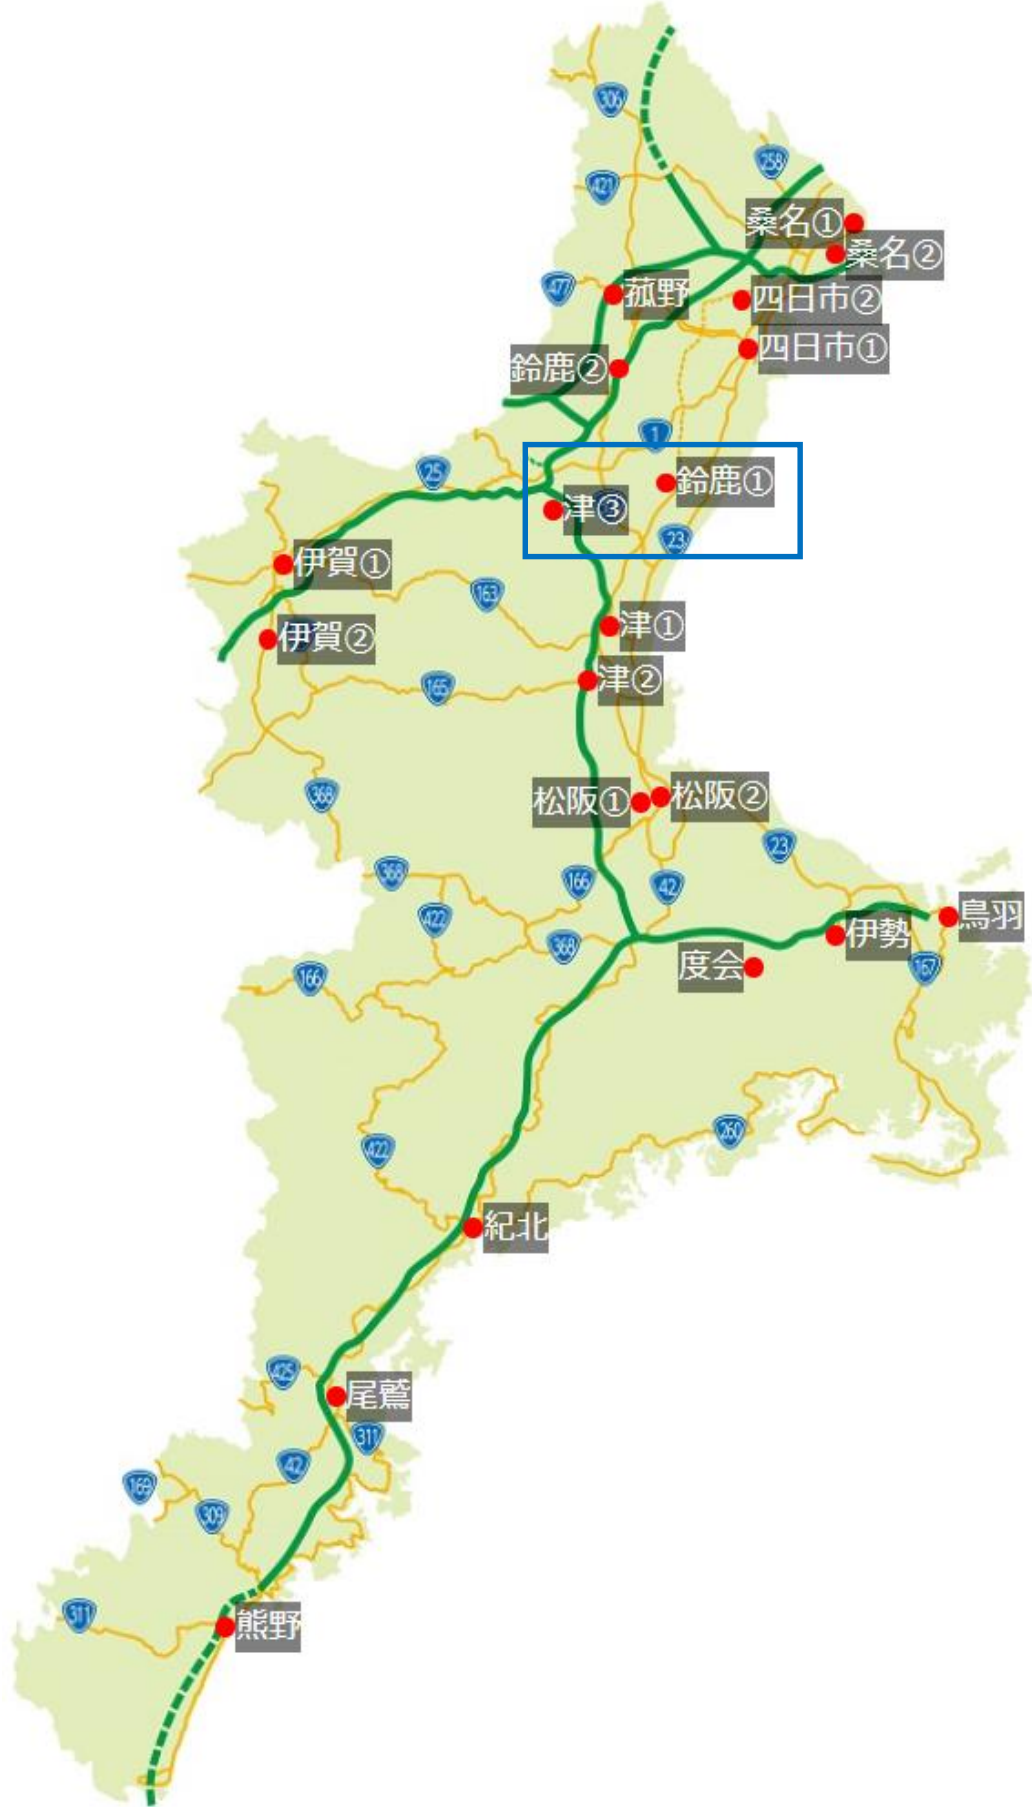 306
258
421
桑名①
桑名②
477
菰野
四日市②
四日市①
鈴鹿②
1
25
鈴鹿①
津③
23
伊賀①
163
津①
伊賀②
津②
165
368
松阪①
松阪②
23
368
166
42
422
鳥羽
伊勢
368
度会
167
166
260
422
紀北
425
尾鷲
311
42
169
309
311
熊野